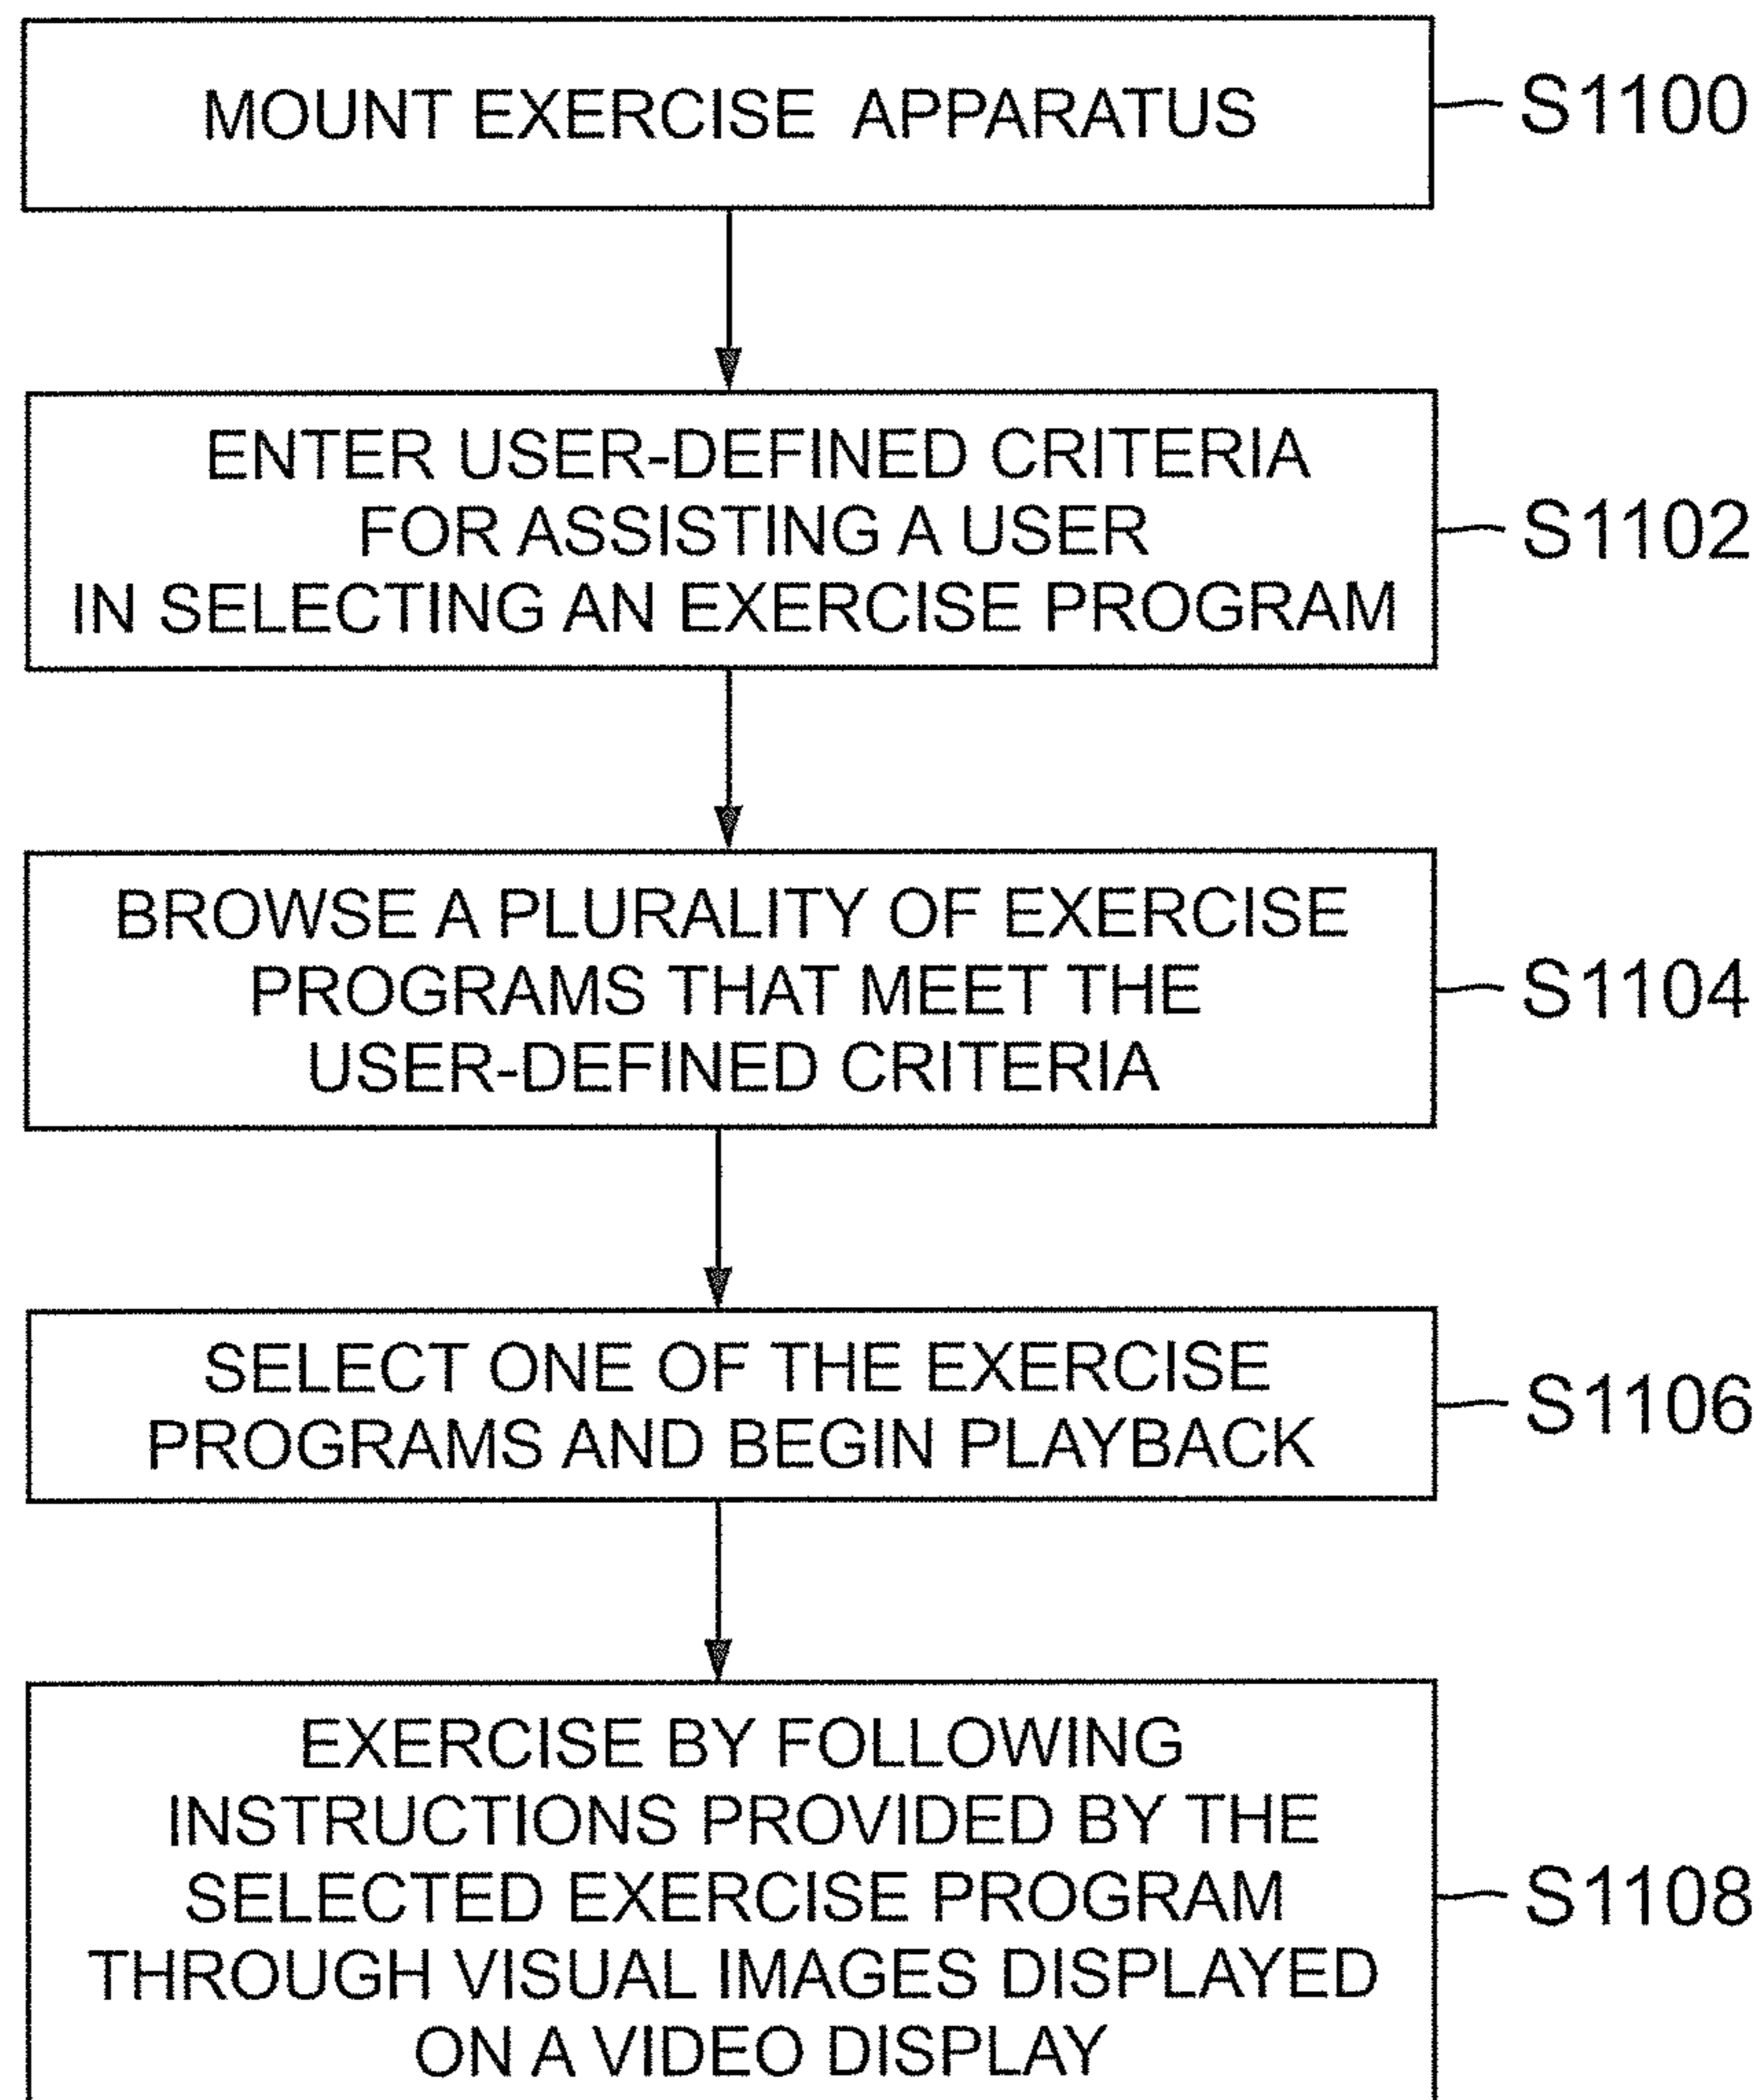 MOUNT EXERCISE APPARATUS
S1100
ENTER USER-DEFINED CRITERIA
FOR ASSISTING A USER
IN SELECTING AN EXERCISE PROGRAM
S1102
BROWSE A PLURALITY OF EXERCISE
PROGRAMS THAT MEET THE
USER-DEFINED CRITERIA
S1104
SELECT ONE OF THE EXERCISE
PROGRAMS AND BEGIN PLAYBACK
S1106
EXERCISE BY FOLLOWING
INSTRUCTIONS PROVIDED BY THE
SELECTED EXERCISE PROGRAM
THROUGH VISUAL IMAGES DISPLAYED
ON A VIDEO DISPLAY
S1108